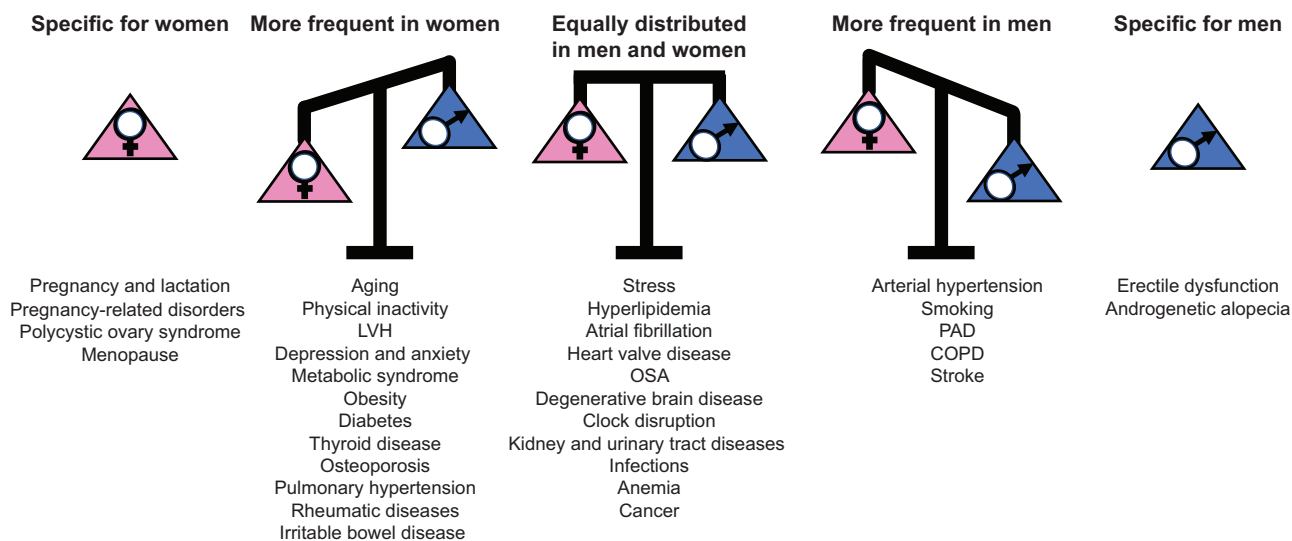 Specific for women
More frequent in women
Equally distributed
in men and women
More frequent in men
Specific for men
Pregnancy and lactation
Pregnancy-related disorders
Polycystic ovary syndrome
Menopause
Aging
Physical inactivity
LVH
Depression and anxiety
Metabolic syndrome
Obesity
Diabetes
Thyroid disease
Osteoporosis
Pulmonary hypertension
Rheumatic diseases
Irritable bowel disease
Stress
Hyperlipidemia
Atrial fibrillation
Heart valve disease
OSA
Degenerative brain disease
Clock disruption
Kidney and urinary tract diseases
Infections
Anemia
Cancer
Arterial hypertension
Smoking
PAD
COPD
Stroke
Erectile dysfunction
Androgenetic alopecia